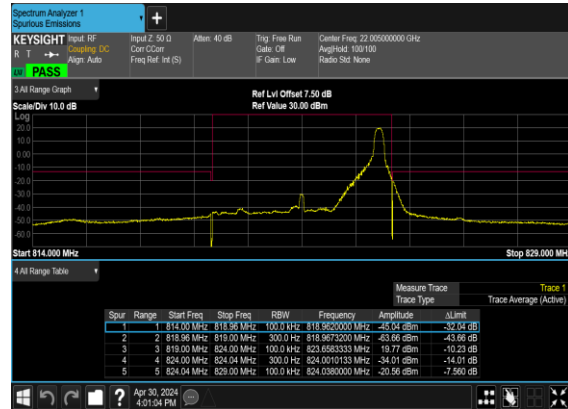 Spectrum Analyzer 1
Spurious Emissions
KEYSIGHT Input: RF Input Z: 50 Ω Atten: 40 dB Trig: Free Run Center Freq: 22.005000000 GHz
R T Coupling: DC Corr CCorr Gate: Off Avg|Hold: 100/100
Align: Auto Freq Ref: Int (S) IF Gain: Low Radio Std: None
LW PASS
3 All Range Graph
Ref Lvl Offset 7.50 dB
Scale/Div 10.0 dB Ref Value 30.00 dBm
Log
20.0
10.0
0.00
-10.0
-20.0
-30.0
-40.0
-50.0
-60.0
Start 814.000 MHz Stop 829.000 MH
4 All Range Table
Measure Trace Trace 1
Trace Type Trace Average (Active)
Spur Range Start Freq Stop Freq RBW Frequency Amplitude ΔLimit
1 1 814.00 MHz 818.96 MHz 100.0 kHz 818.9620000 MHz -45.04 dBm -32.04 dB
2 2 818.96 MHz 819.00 MHz 300.0 Hz 818.9673200 MHz -63.66 dBm -43.66 dB
3 3 819.00 MHz 824.00 MHz 100.0 kHz 823.6583333 MHz 19.77 dBm -10.23 dB
4 4 824.00 MHz 824.04 MHz 300.0 Hz 824.0010133 MHz -34.01 dBm -14.01 dB
5 5 824.04 MHz 829.00 MHz 100.0 kHz 824.0380000 MHz -20.56 dBm -7.560 dB
? Apr 30, 2024
4:01:04 PM